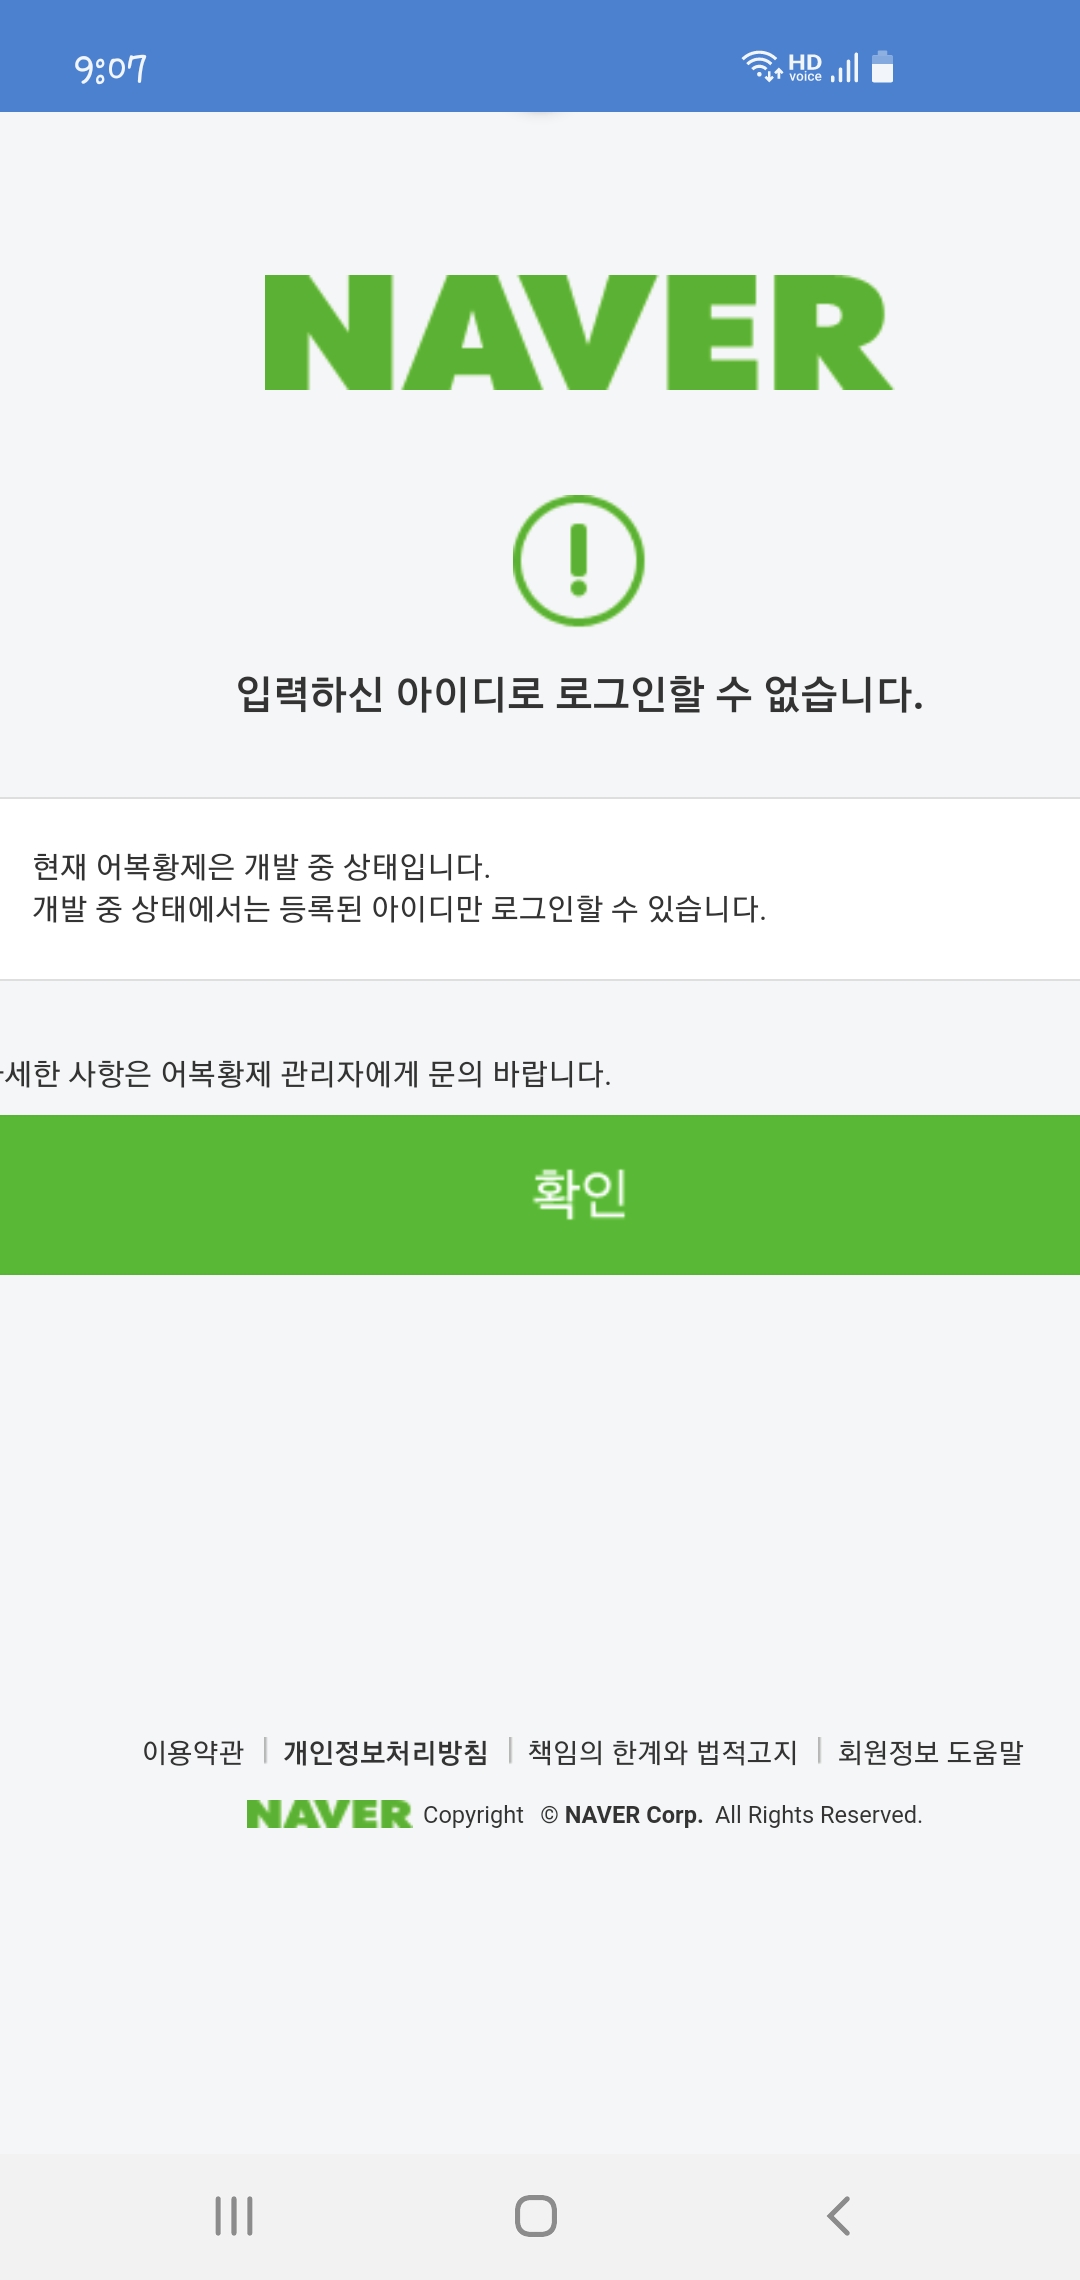 9:07
HD
voice
NAVER
입력하신 아이디로 로그인할 수 없습니다.
현재 어복황제은 개발 중 상태입니다.
개발 중 상태에서는 등록된 아이디만 로그인할 수 있습니다.
세한 사항은 어복황제 관리자에게 문의 바랍니다.
확인
이용약관 | 개인정보처리방침 | 책임의 한계와 법적고지 | 회원정보 도움말
NAVER Copyright © NAVER Corp. All Rights Reserved.